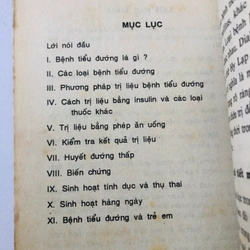 MỤC LỤC
Lời nói đầu
I. Bệnh tiểu đường là gì ?
II. Các loại bệnh tiểu đường
III. Phương pháp trị liệu bệnh tiểu đường
IV. Cách trị liệu bằng insulin và các loại
thuốc khác
V. Trị liệu bằng phép ăn uống
VI. Kiểm tra kết quả trị liệu
VII. Huyết đường thấp
VIII. Biến chứng
IX. Sinh hoạt tính dục và thụ thai
X. Sinh hoạt hàng ngày
XI. Bệnh tiểu đường và trẻ em